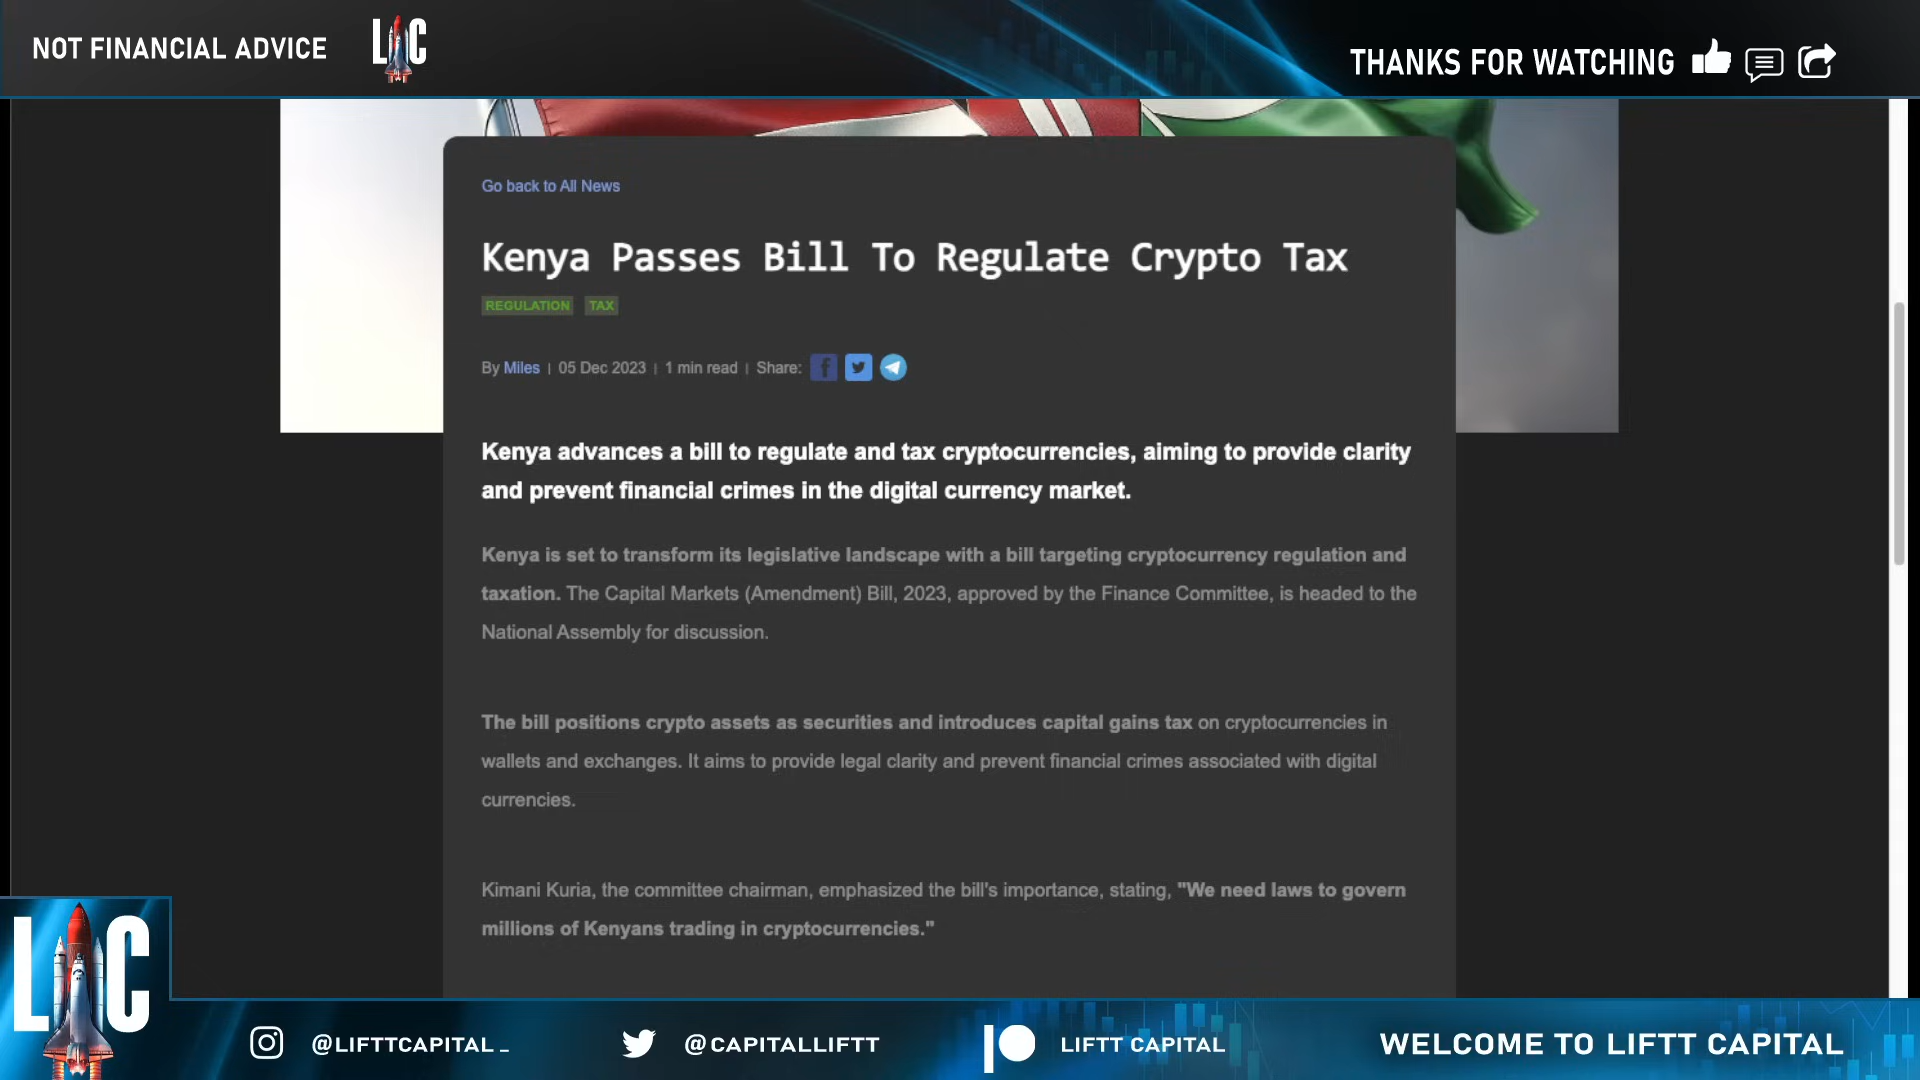 NOT FINANCIAL ADVICE
LC
THANKS FOR WATCHING
Go back to All News
Kenya Passes Bill To Regulate Crypto Tax
REGULATION TAX
By Miles | 05 Dec 2023 | 1 min read | Share:
Kenya advances a bill to regulate and tax cryptocurrencies, aiming to provide clarity
and prevent financial crimes in the digital currency market.
Kenya is set to transform its legislative landscape with a bill targeting cryptocurrency regulation and
taxation. The Capital Markets (Amendment) Bill, 2023, approved by the Finance Committee, is headed to the
National Assembly for discussion.
The bill positions crypto assets as securities and introduces capital gains tax on cryptocurrencies in
wallets and exchanges. It aims to provide legal clarity and prevent financial crimes associated with digital
currencies.
Kimani Kuria, the committee chairman, emphasized the bill's importance, stating, "We need laws to govern
millions of Kenyans trading in cryptocurrencies."
LC
@LIFTTCAPITAL_
@CAPITALLIFTT
LIFTT CAPITAL
WELCOME TO LIFTT CAPITAL